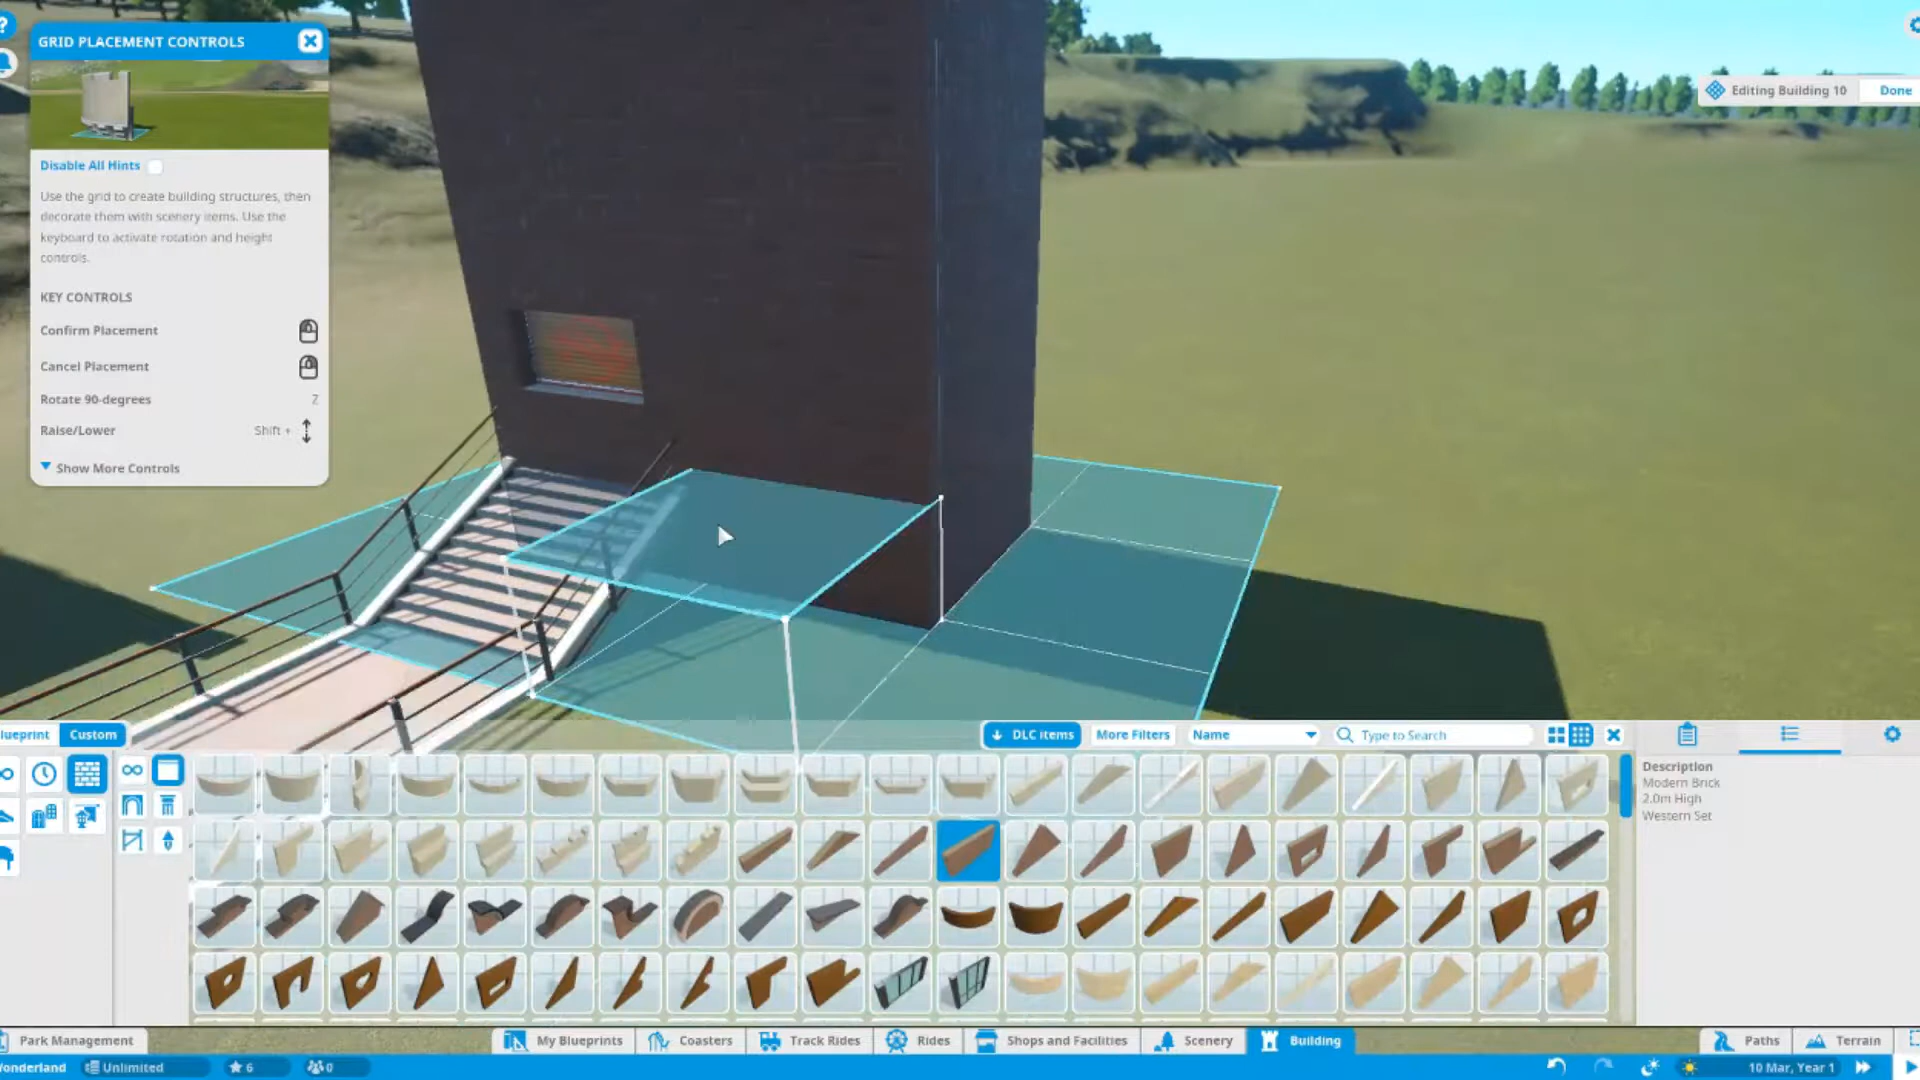 ?
GRID PLACEMENT CONTROLS
Disable All Hints
Use the grid to create building structures, then
decorate them with scenery items. Use the
keyboard to activate rotation and height
controls.
KEY CONTROLS
Confirm Placement
Cancel Placement
Rotate 90-degrees Z
Raise/Lower Shift +
Show More Controls
Editing Building 10 Done
lueprint Custom
DLC items More Filters Name Type to Search
Description
Modern Brick
2.0m High
Western Set
Park Management My Blueprints Coasters Track Rides Rides Shops and Facilities Scenery Building Paths Terrain
onderland Unlimited 6 0 10 Mar, Year 1